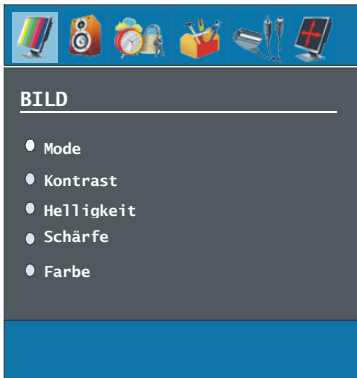 BILD
Mode
Kontrast
Helligkeit
Schärfe
Farbe